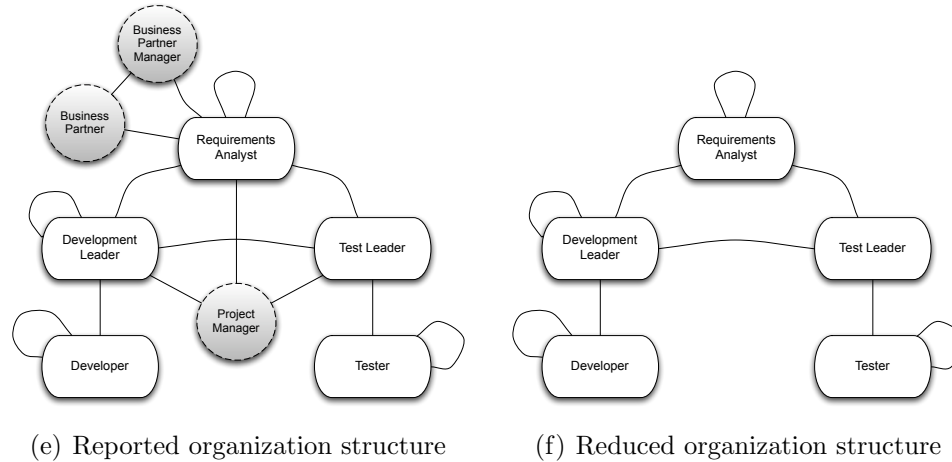 Business
Partner
Manager
Business
Partner
Requirements
Analyst
Development
Leader
Test Leader
Project
Manager
Developer
Tester
(e) Reported organization structure
Requirements
Analyst
Development
Leader
Test Leader
Developer
Tester
(f) Reduced organization structure